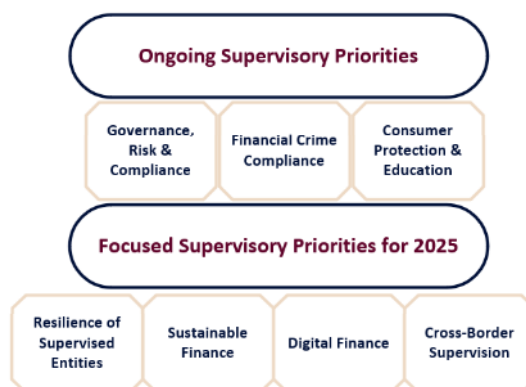 Ongoing Supervisory Priorities
Governance,
Risk &
Compliance
Financial Crime
Compliance
Consumer
Protection &
Education
Focused Supervisory Priorities for 2025
Resilience of
Supervised
Entities
Sustainable
Finance
Digital Finance
Cross-Border
Supervision